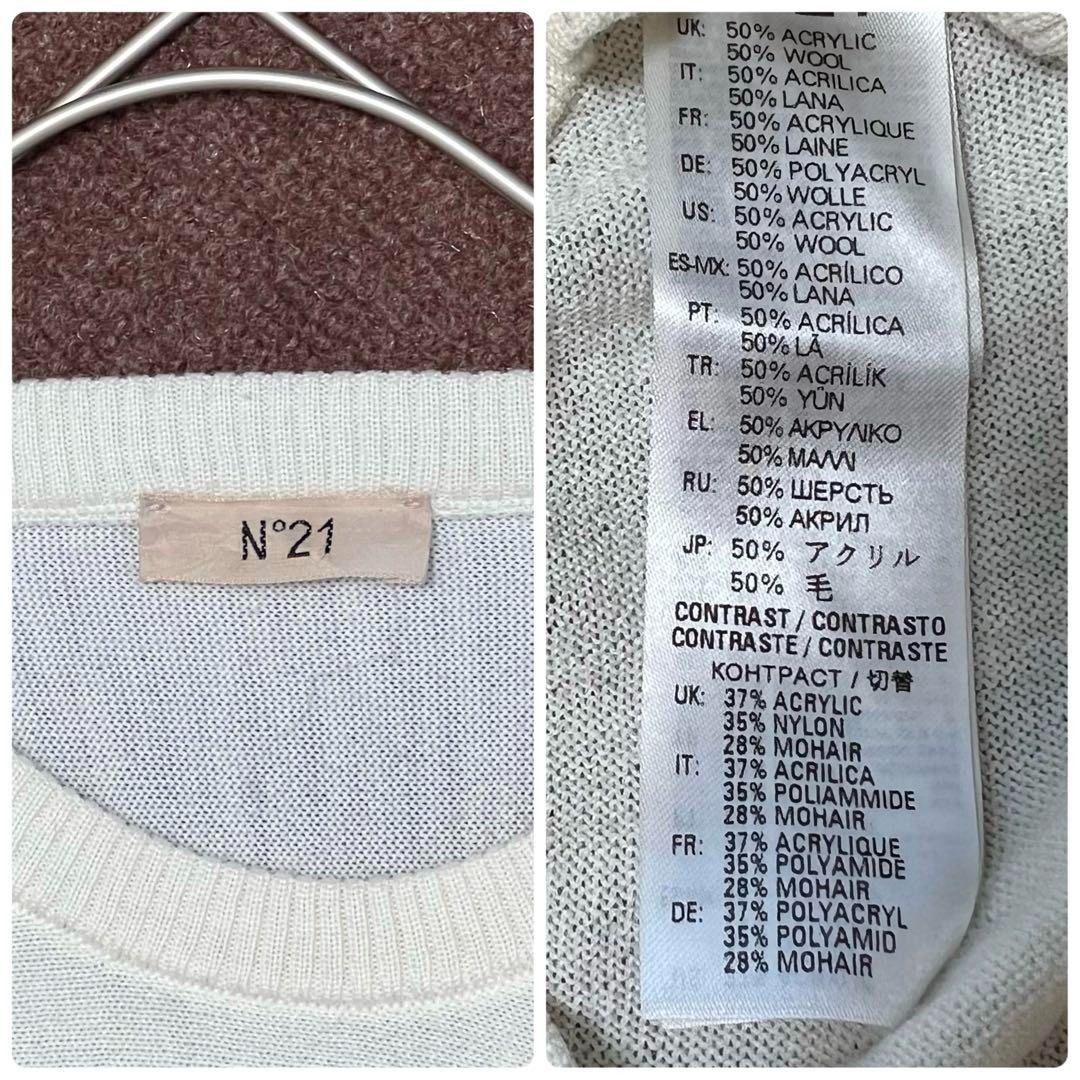 N°21
UK: 50% ACRYLIC
50% WOOL
IT: 50% ACRILICA
50% LANA
FR: 50% ACRYLIQUE
50% LAINE
DE: 50% POLYACRYL
50% WOLLE
US: 50% ACRYLIC
50% WOOL
ES-MX: 50% ACRÍLICO
50% LANA
PT: 50% ACRÍLICA
50% LÃ
TR: 50% ACRİLİK
50% YÜN
EL: 50% ΑΚΡΥΛΙΚΟ
50% ΜΑΛΛΙ
RU: 50% ШЕРСТЬ
50% АКРИЛ
JP: 50% アクリル
50% 毛
CONTRAST / CONTRASTO
CONTRASTE / CONTRASTE
КОНТРАСТ / 切替
UK: 37% ACRYLIC
35% NYLON
28% MOHAIR
IT: 37% ACRILICA
35% POLIAMMIDE
28% MOHAIR
FR: 37% ACRYLIQUE
35% POLYAMIDE
28% MOHAIR
DE: 37% POLYACRYL
35% POLYAMID
28% MOHAIR